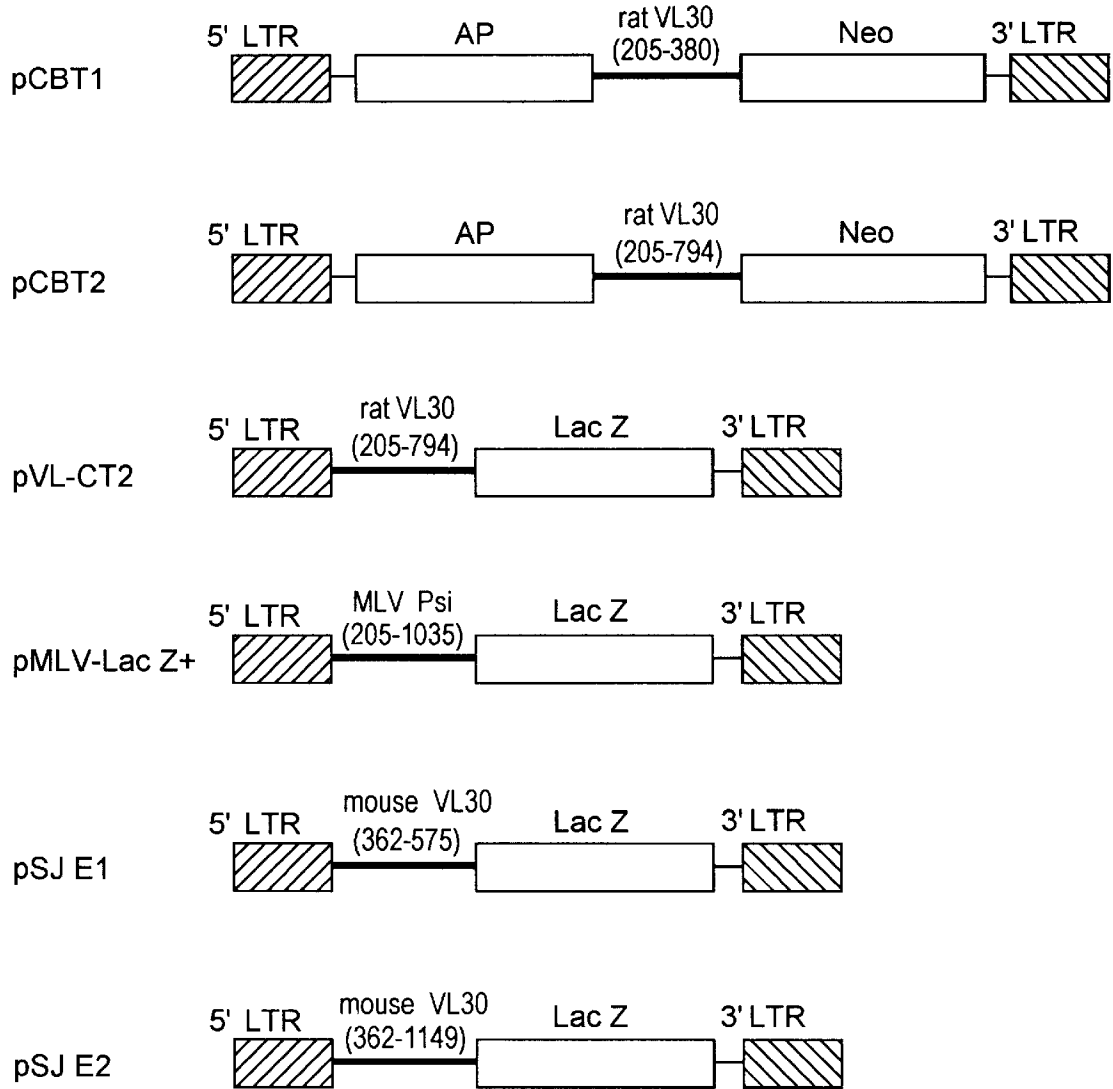 rat VL30
5' LTR AP (205-380) Neo 3' LTR
pCBT1
rat VL30
5' LTR AP (205-794) Neo 3' LTR
pCBT2
rat VL30
5' LTR (205-794) Lac Z 3' LTR
pVL-CT2
MLV Psi
5' LTR (205-1035) Lac Z 3' LTR
pMLV-Lac Z+
mouse VL30
5' LTR (362-575) Lac Z 3' LTR
pSJ E1
mouse VL30
5' LTR (362-1149) Lac Z 3' LTR
pSJ E2